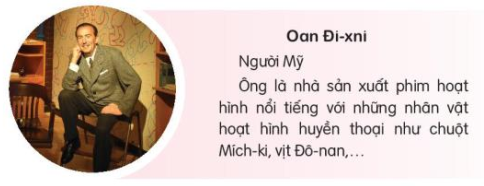 Oan Đi-xni
Người Mỹ
Ông là nhà sản xuất phim hoạt
hình nổi tiếng với những nhân vật
hoạt hình huyền thoại như chuột
Mích-ki, vịt Đô-nan,...